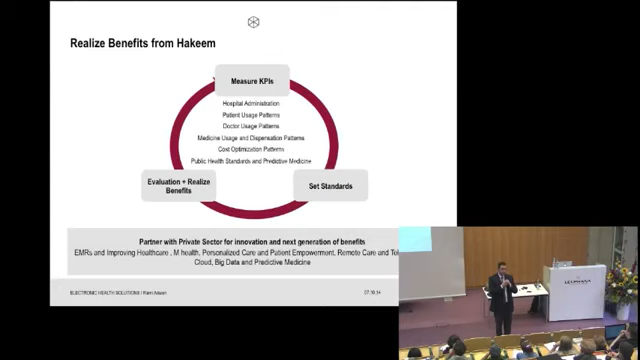 Realize Benefits from Hakeem
Measure KPIs
Hospital Administration
Patient Usage Patterns
Doctor Usage Patterns
Medicine Usage and Dispensation Patterns
Cost Optimization Patterns
Public Health Standards and Predictive Medicine
Evaluation + Realize
Benefits
Set Standards
Partner with Private Sector for innovation and next generation of benefits
EMRs and Improving Healthcare , M health, Personalized Care and Patient Empowerment, Remote Care and
Cloud, Big Data and Predictive Medicine
ELECTRONIC HEALTH SOLUTIONS I
07.16.14